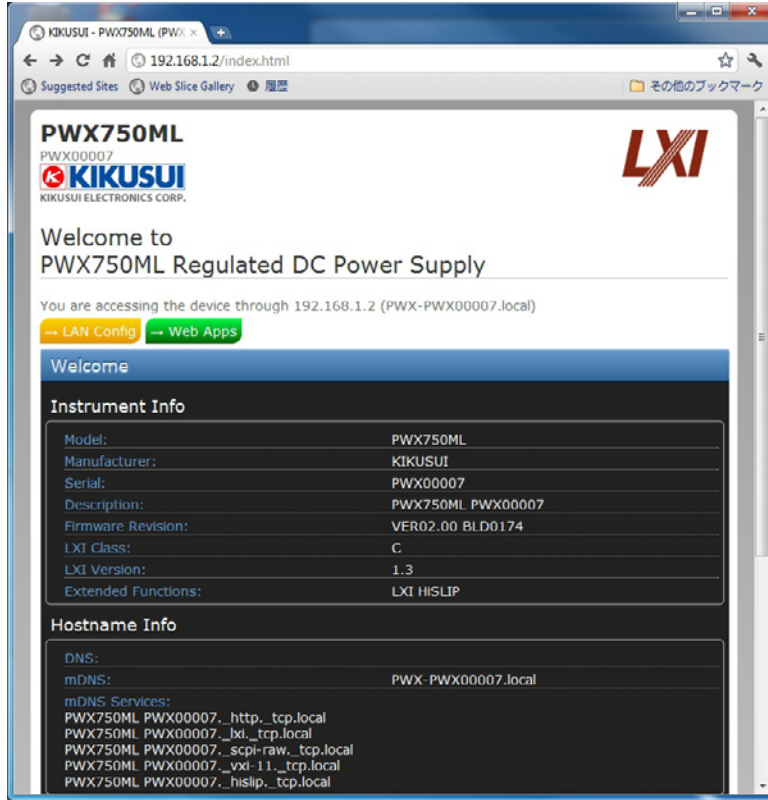 KIKUSUI - PWX750ML (PWX
192.168.1.2/index.html
Suggested Sites Web Slice Gallery 履歴 その他のブックマーク
PWX750ML
PWX00007
KIKUSUI
KIKUSUI ELECTRONICS CORP.
LXI
Welcome to
PWX750ML Regulated DC Power Supply
You are accessing the device through 192.168.1.2 (PWX-PWX00007.local)
→ LAN Config → Web Apps
Welcome
Instrument Info
Model: PWX750ML
Manufacturer: KIKUSUI
Serial: PWX00007
Description: PWX750ML PWX00007
Firmware Revision: VER02.00 BLD0174
LXI Class: C
LXI Version: 1.3
Extended Functions: LXI HiSLIP
Hostname Info
DNS:
mDNS: PWX-PWX00007.local
mDNS Services:
PWX750ML PWX00007._http._tcp.local
PWX750ML PWX00007._lxi._tcp.local
PWX750ML PWX00007._scpi-raw._tcp.local
PWX750ML PWX00007._vxi-11._tcp.local
PWX750ML PWX00007._hislip._tcp.local